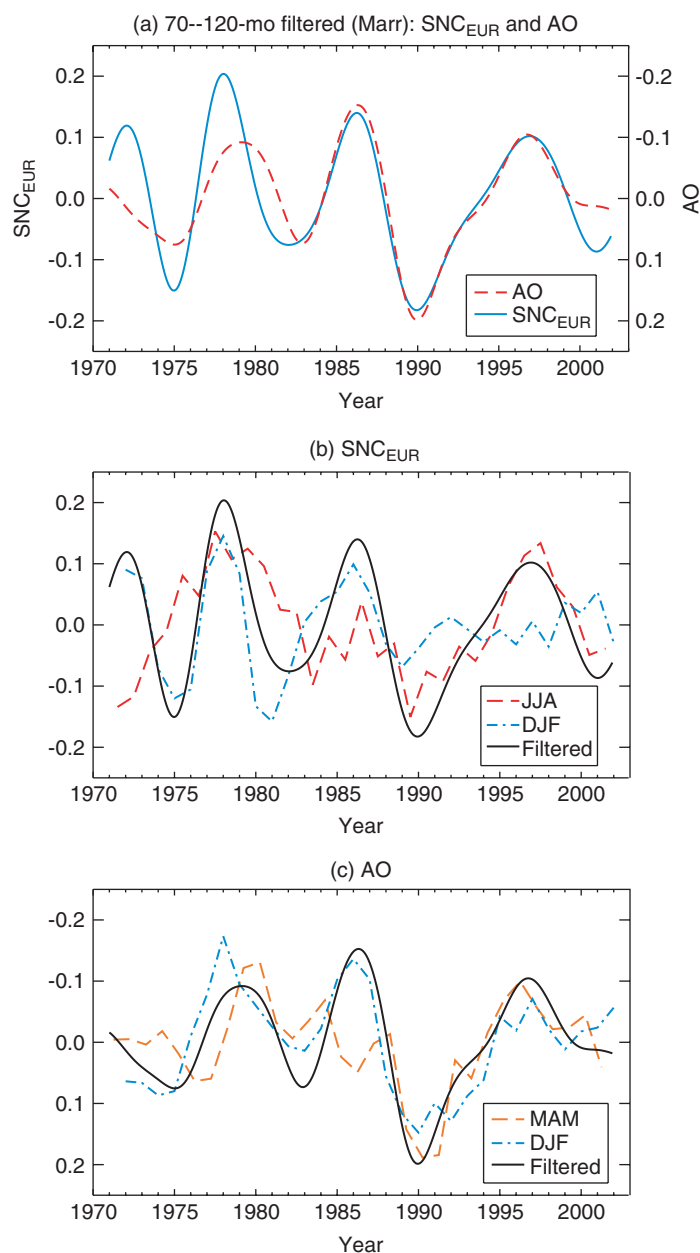 (a) 70--120-mo filtered (Marr): SNC_EUR and AO
0.2
0.1
0.0
-0.1
-0.2
SNC_EUR
-0.2
-0.1
0.0
0.1
0.2
AO
AO
SNC_EUR
1970 1975 1980 1985 1990 1995 2000
Year
(b) SNC_EUR
0.2
0.1
0.0
-0.1
-0.2
JJA
DJF
Filtered
1970 1975 1980 1985 1990 1995 2000
Year
(c) AO
-0.2
-0.1
0.0
0.1
0.2
MAM
DJF
Filtered
1970 1975 1980 1985 1990 1995 2000
Year